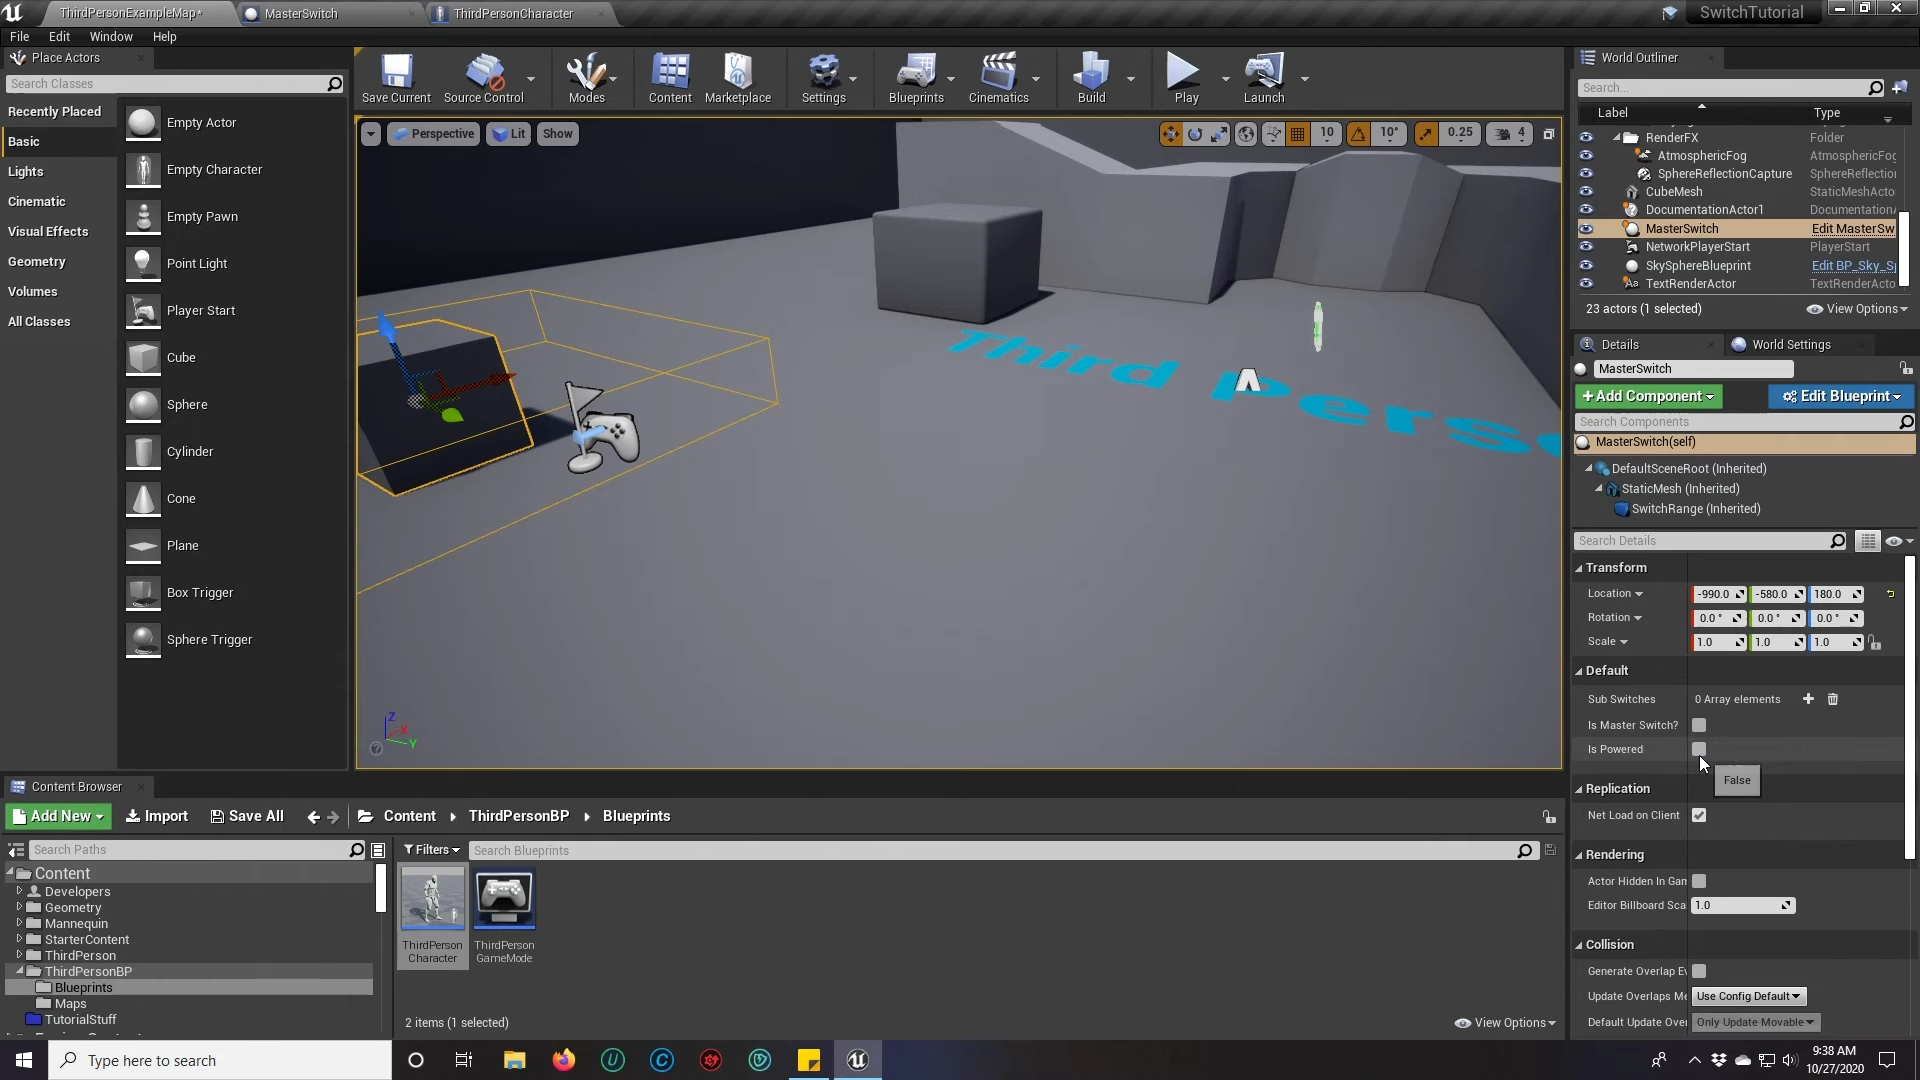 ThirdPersonExampleMap*
MasterSwitch
ThirdPersonCharacter
SwitchTutorial
File
Edit
Window
Help
Place Actors
Search Classes
Recently Placed
Basic
Lights
Cinematic
Visual Effects
Geometry
Volumes
All Classes
Empty Actor
Empty Character
Empty Pawn
Point Light
Player Start
Cube
Sphere
Cylinder
Cone
Plane
Box Trigger
Sphere Trigger
Save Current
Source Control
Modes
Content
Marketplace
Settings
Blueprints
Cinematics
Build
Play
Launch
Perspective
Lit
Show
10
10°
0.25
4
Third Perso
Z
X
Y
World Outliner
Search...
Label
Type
RenderFX
Folder
AtmosphericFog
AtmosphericFog
SphereReflectionCapture
SphereReflection
CubeMesh
StaticMeshActo
DocumentationActor1
Documentation
MasterSwitch
Edit MasterSw
NetworkPlayerStart
PlayerStart
SkySphereBlueprint
Edit BP_Sky_Sp
TextRenderActor
TextRenderActo
23 actors (1 selected)
View Options
Details
World Settings
MasterSwitch
+Add Component
Edit Blueprint
Search Components
MasterSwitch(self)
DefaultSceneRoot (Inherited)
StaticMesh (Inherited)
SwitchRange (Inherited)
Search Details
Transform
Location
-990.0
-580.0
180.0
Rotation
0.0 °
0.0 °
0.0 °
Scale
1.0
1.0
1.0
Default
Sub Switches
0 Array elements
Is Master Switch?
Is Powered
False
Replication
Net Load on Client
Rendering
Actor Hidden In Gam
Editor Billboard Sca
1.0
Collision
Generate Overlap Ev
Update Overlaps Me
Use Config Default
Default Update Over
Only Update Movable
Content Browser
Add New
Import
Save All
Content
ThirdPersonBP
Blueprints
Search Paths
Filters
Search Blueprints
Content
Developers
Geometry
Mannequin
StarterContent
ThirdPerson
ThirdPersonBP
Blueprints
Maps
TutorialStuff
ThirdPerson
Character
ThirdPerson
GameMode
2 items (1 selected)
View Options
Type here to search
9:38 AM
10/27/2020